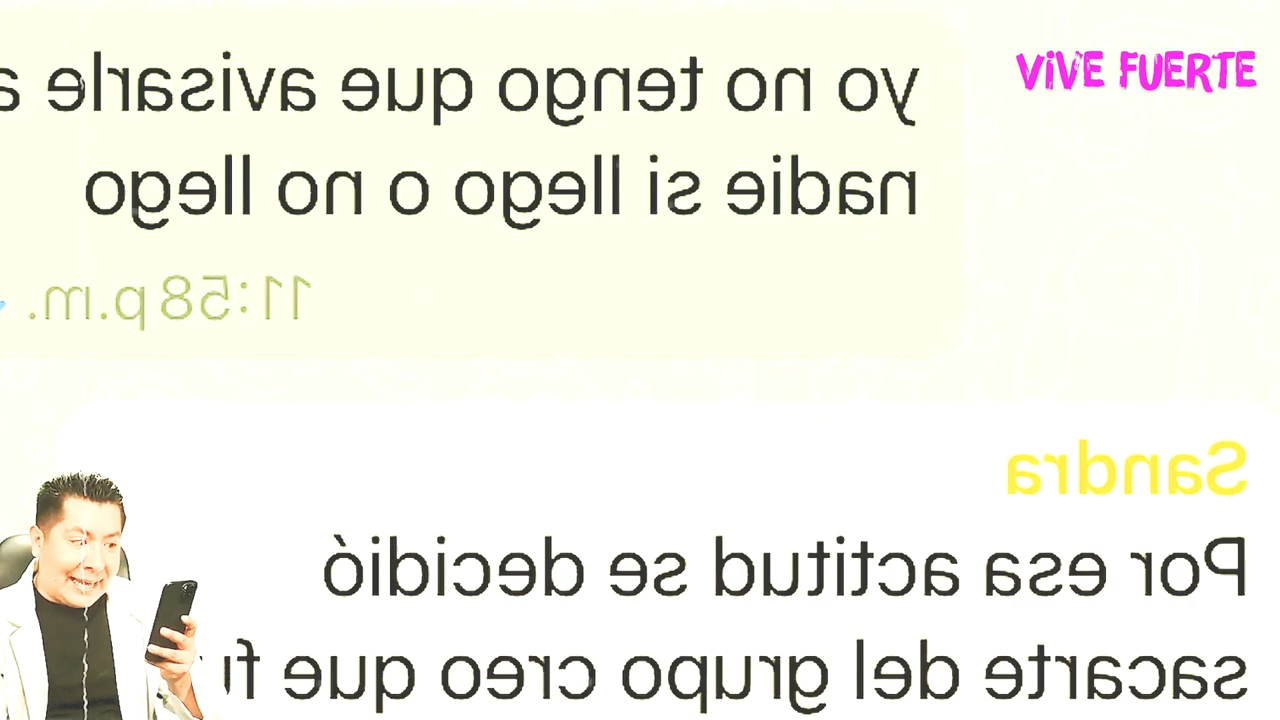 VIVE FUERTE
yo no tengo que avisarle a
nadie si llego o no llego
11:58 p.m.
Sandra
Por esa actitud se decidió
sacarte del grupo creo que